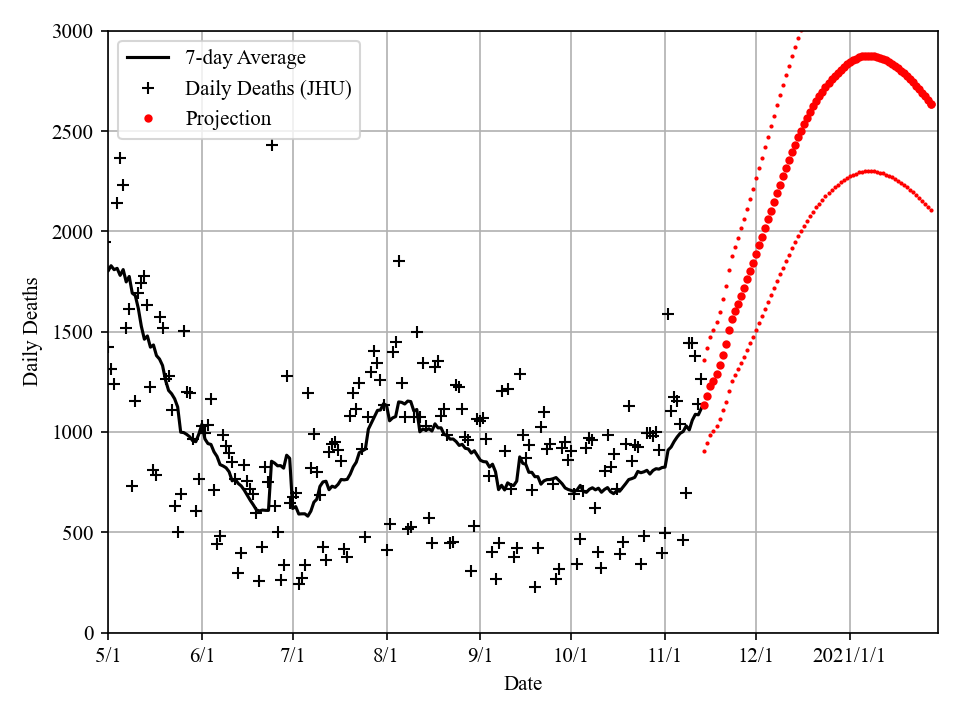 3000
2500
2000
1500
1000
500
0
Daily Deaths
7-day Average
Daily Deaths (JHU)
Projection
5/1 6/1 7/1 8/1 9/1 10/1 11/1 12/1 2021/1/1
Date